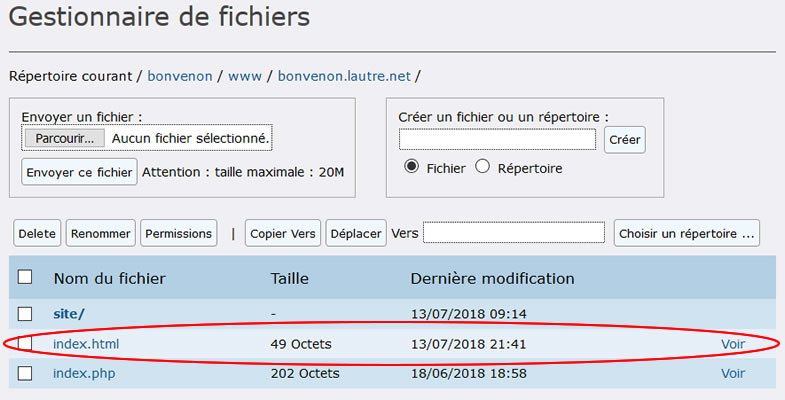 Gestionnaire de fichiers
Répertoire courant / bonvenon / www / bonvenon.lautre.net /
Envoyer un fichier :
Parcourir... Aucun fichier sélectionné.
Envoyer ce fichier Attention : taille maximale : 20M
Créer un fichier ou un répertoire :
Créer
Fichier Répertoire
Delete Renommer Permissions | Copier Vers Déplacer Vers Choisir un répertoire ...
Nom du fichier Taille Dernière modification
site/ - 13/07/2018 09:14
index.html 49 Octets 13/07/2018 21:41 Voir
index.php 202 Octets 18/06/2018 18:58 Voir